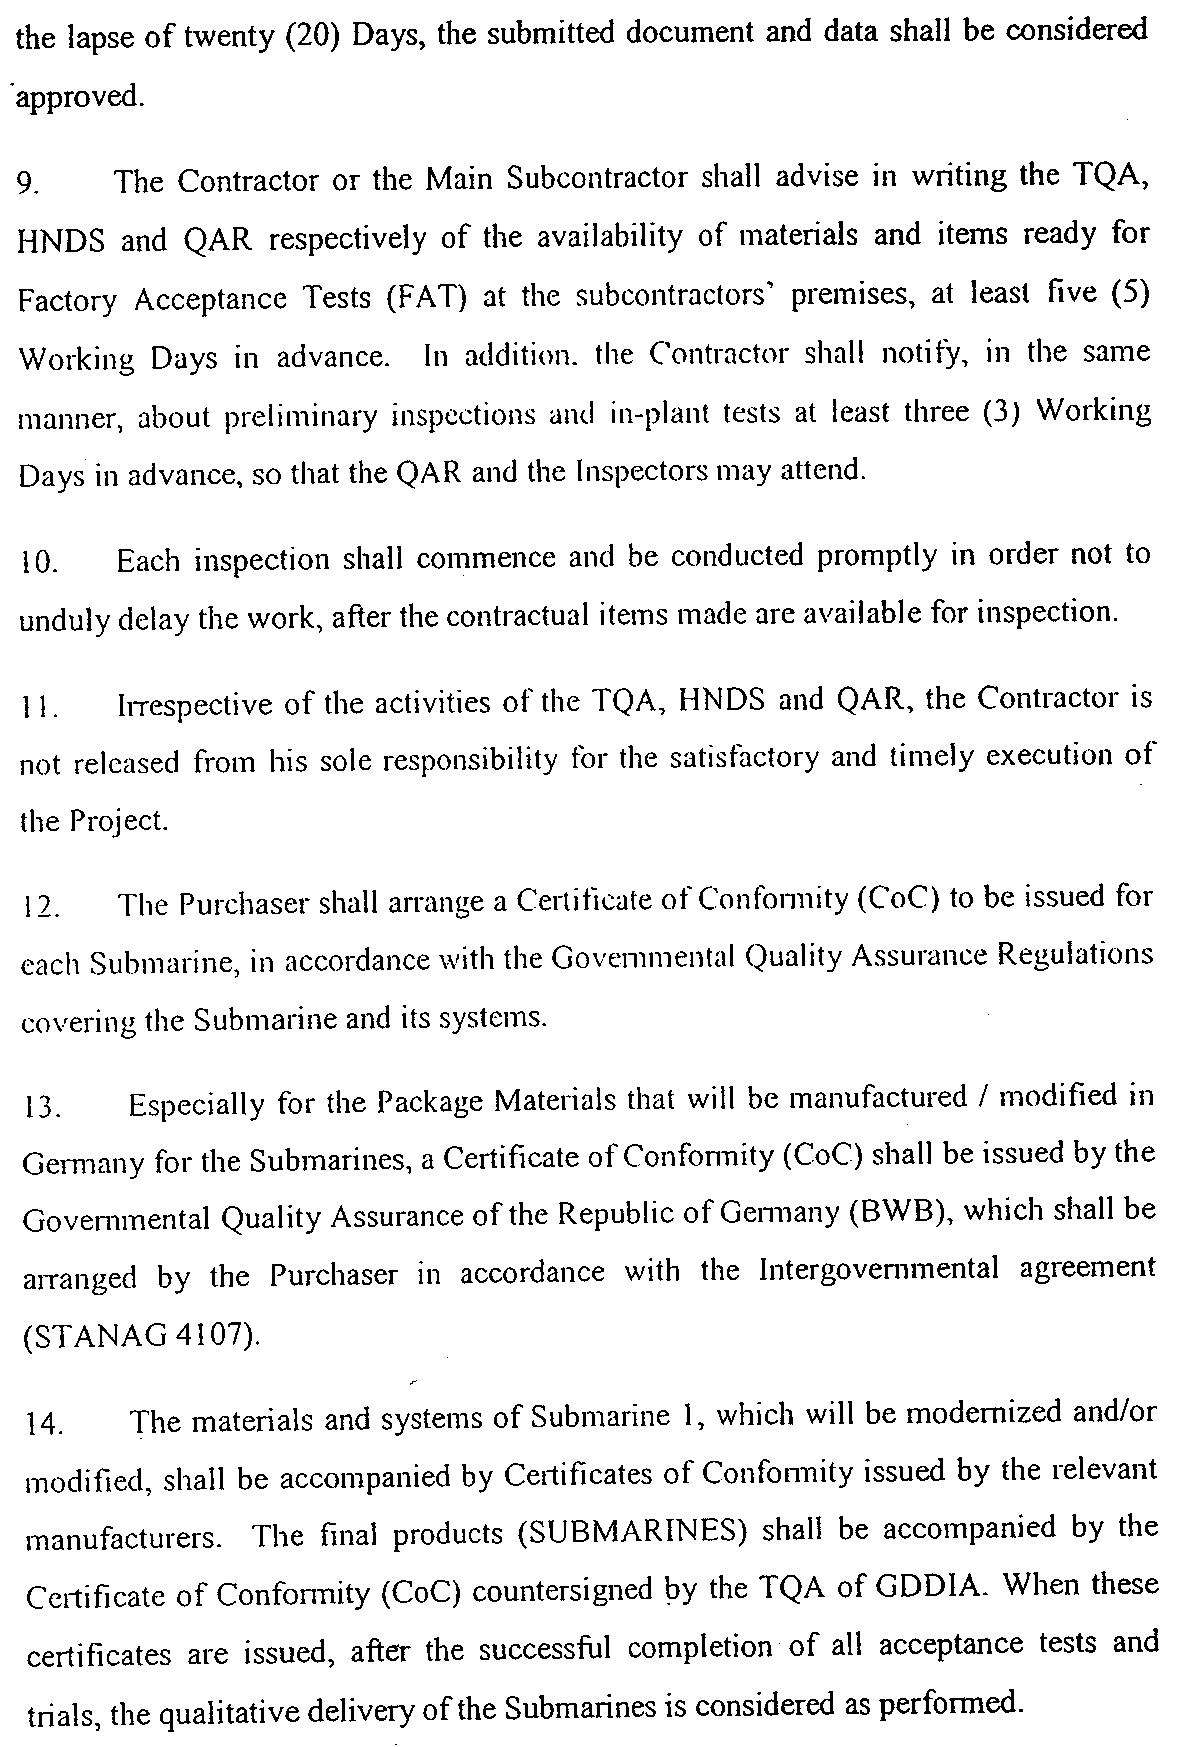 the lapse of twenty (20) Days, the submitted document and data shall be considered
approved.
9. The Contractor or the Main Subcontractor shall advise in writing the TQA,
HNDS and QAR respectively of the availability of materials and items ready for
Factory Acceptance Tests (FAT) at the subcontractors' premises, at least five (5)
Working Days in advance. In addition. the Contractor shall notify, in the same
manner, about preliminary inspections and in-plant tests at least three (3) Working
Days in advance, so that the QAR and the Inspectors may attend.
10. Each inspection shall commence and be conducted promptly in order not to
unduly delay the work, after the contractual items made are available for inspection.
11. Irrespective of the activities of the TQA, HNDS and QAR, the Contractor is
not released from his sole responsibility for the satisfactory and timely execution of
the Project.
12. The Purchaser shall arrange a Certificate of Conformity (CoC) to be issued for
each Submarine, in accordance with the Governmental Quality Assurance Regulations
covering the Submarine and its systems.
13. Especially for the Package Materials that will be manufactured / modified in
Germany for the Submarines, a Certificate of Conformity (CoC) shall be issued by the
Governmental Quality Assurance of the Republic of Germany (BWB), which shall be
arranged by the Purchaser in accordance with the Intergovernmental agreement
(STANAG 4107).
14. The materials and systems of Submarine 1, which will be modernized and/or
modified, shall be accompanied by Certificates of Conformity issued by the relevant
manufacturers. The final products (SUBMARINES) shall be accompanied by the
Certificate of Conformity (CoC) countersigned by the TQA of GDDIA. When these
certificates are issued, after the successful completion of all acceptance tests and
trials, the qualitative delivery of the Submarines is considered as performed.